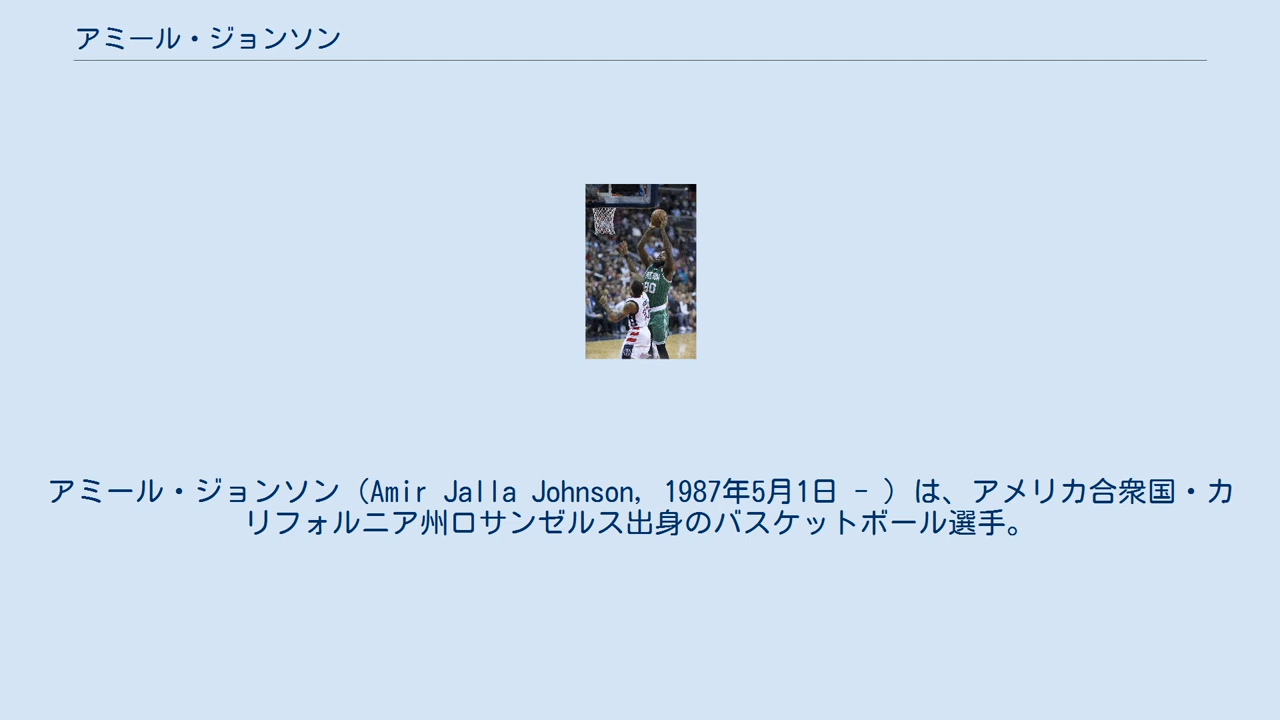 アミール・ジョンソン
アミール・ジョンソン（Amir Jalla Johnson, 1987年5月1日 - ）は、アメリカ合衆国・カ
リフォルニア州ロサンゼルス出身のバスケットボール選手。